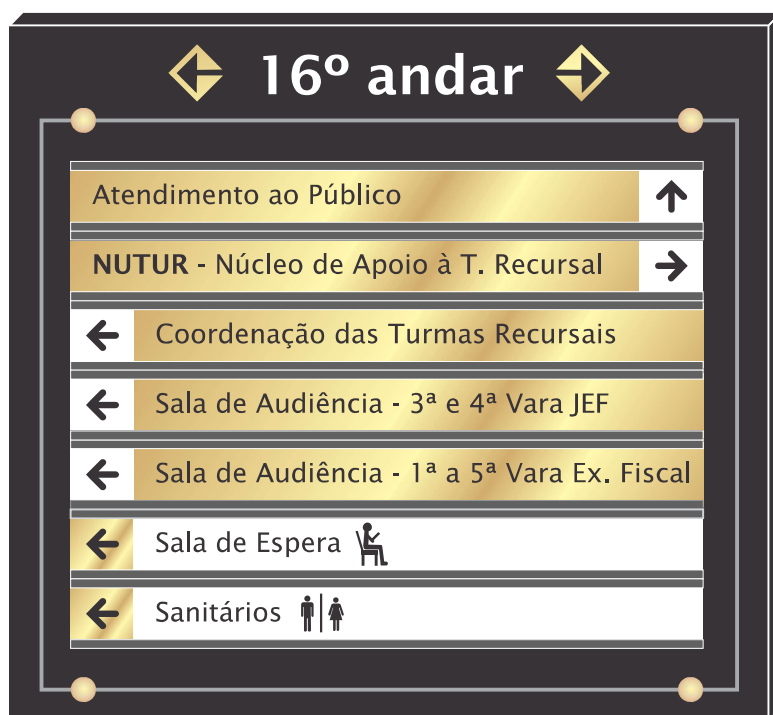 16º andar
Atendimento ao Público
NUTUR - Núcleo de Apoio à T. Recursal
Coordenação das Turmas Recursais
Sala de Audiência - 3ª e 4ª Vara JEF
Sala de Audiência - 1ª a 5ª Vara Ex. Fiscal
Sala de Espera
Sanitários